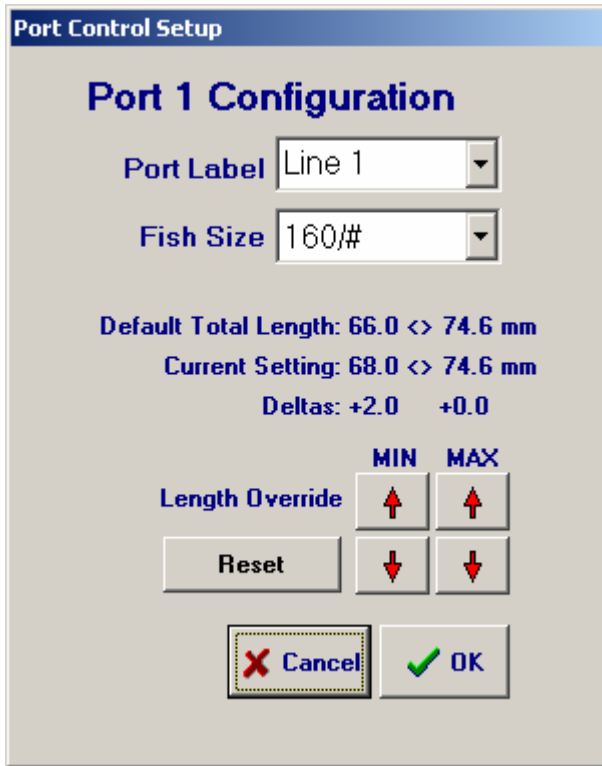 Port Control Setup
Port 1 Configuration
Port Label Line 1
Fish Size 160/#
Default Total Length: 66.0 <> 74.6 mm
Current Setting: 68.0 <> 74.6 mm
Deltas: +2.0 +0.0
MIN MAX
Length Override
Reset
Cancel OK